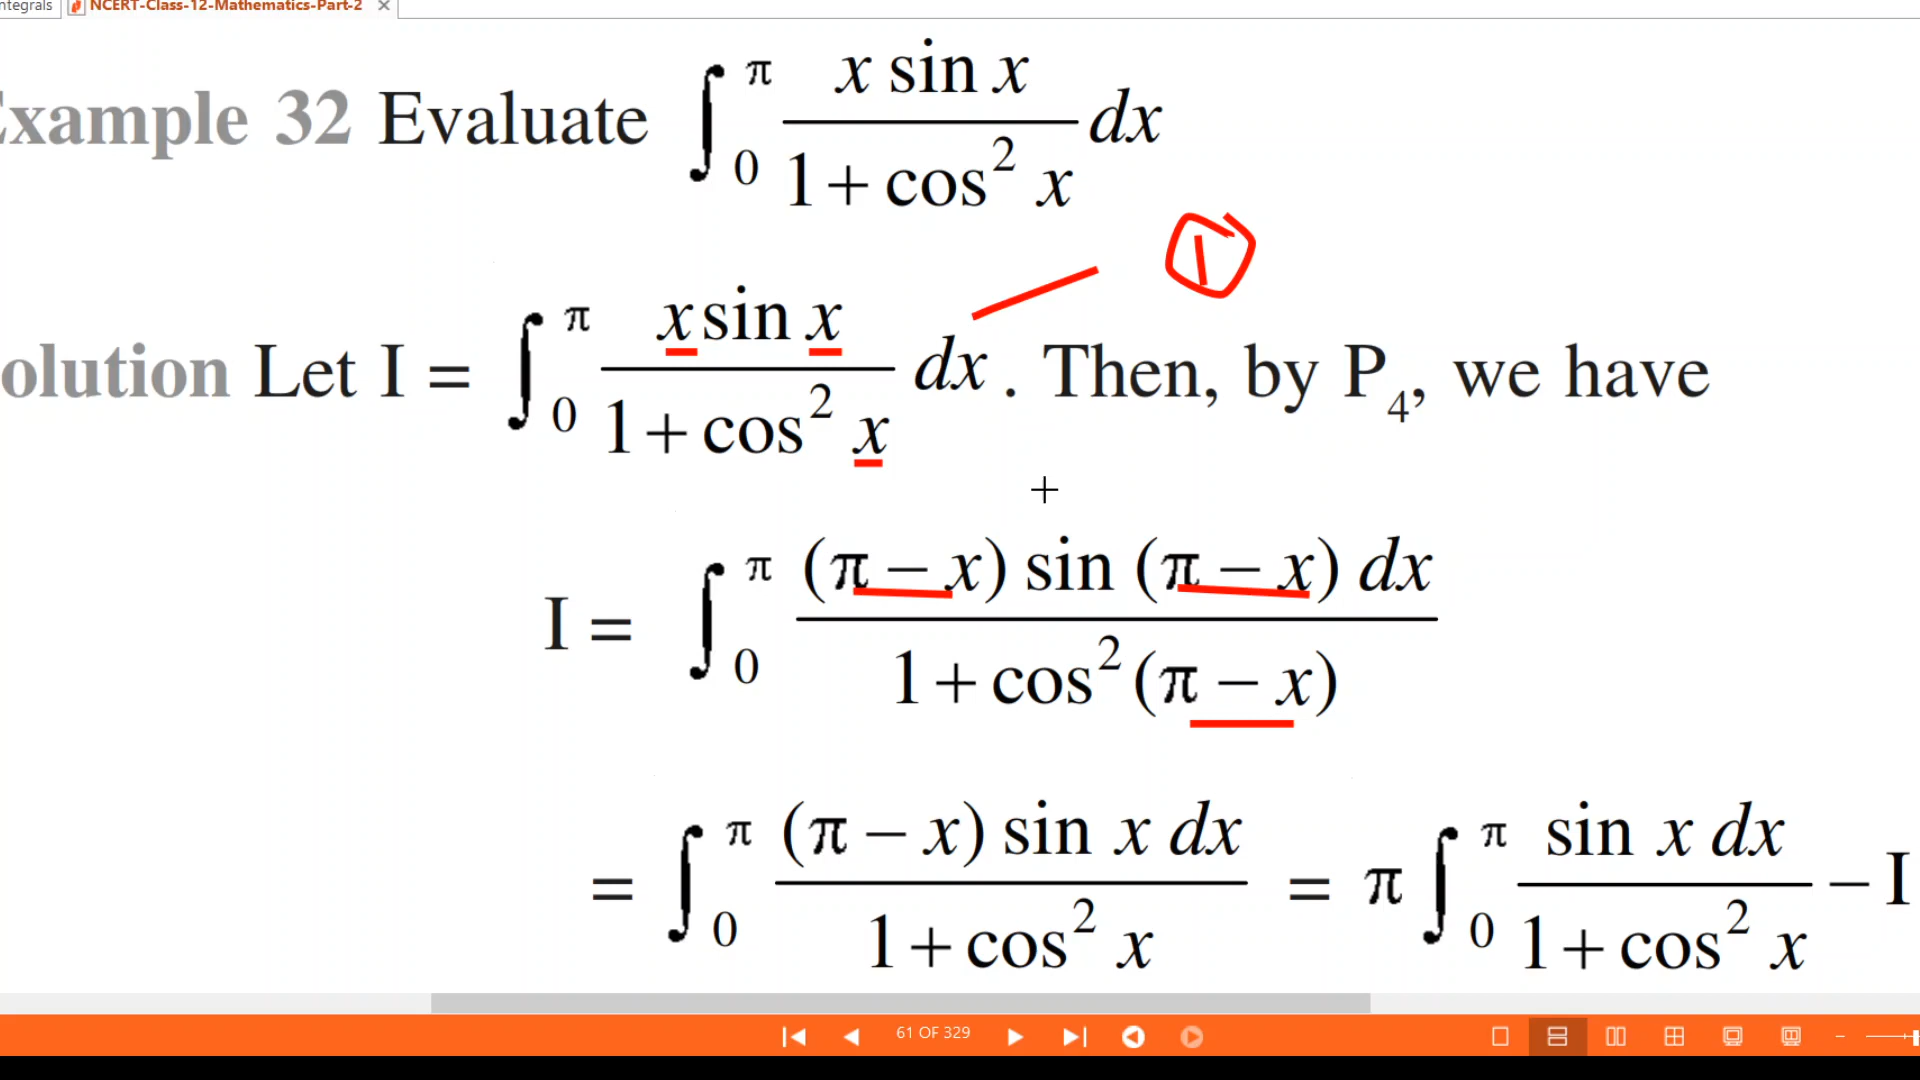 ntegrals NCERT-Class-12-Mathematics-Part-2 ✕
Example 32 Evaluate ∫₀^π (x sin x)/(1 + cos² x) dx
①
olution Let I = ∫₀^π (x sin x)/(1 + cos² x) dx . Then, by P₄, we have
I = ∫₀^π ((π − x) sin (π − x) dx)/(1 + cos² (π − x))
= ∫₀^π ((π − x) sin x dx)/(1 + cos² x) = π ∫₀^π (sin x dx)/(1 + cos² x) − I
61 OF 329